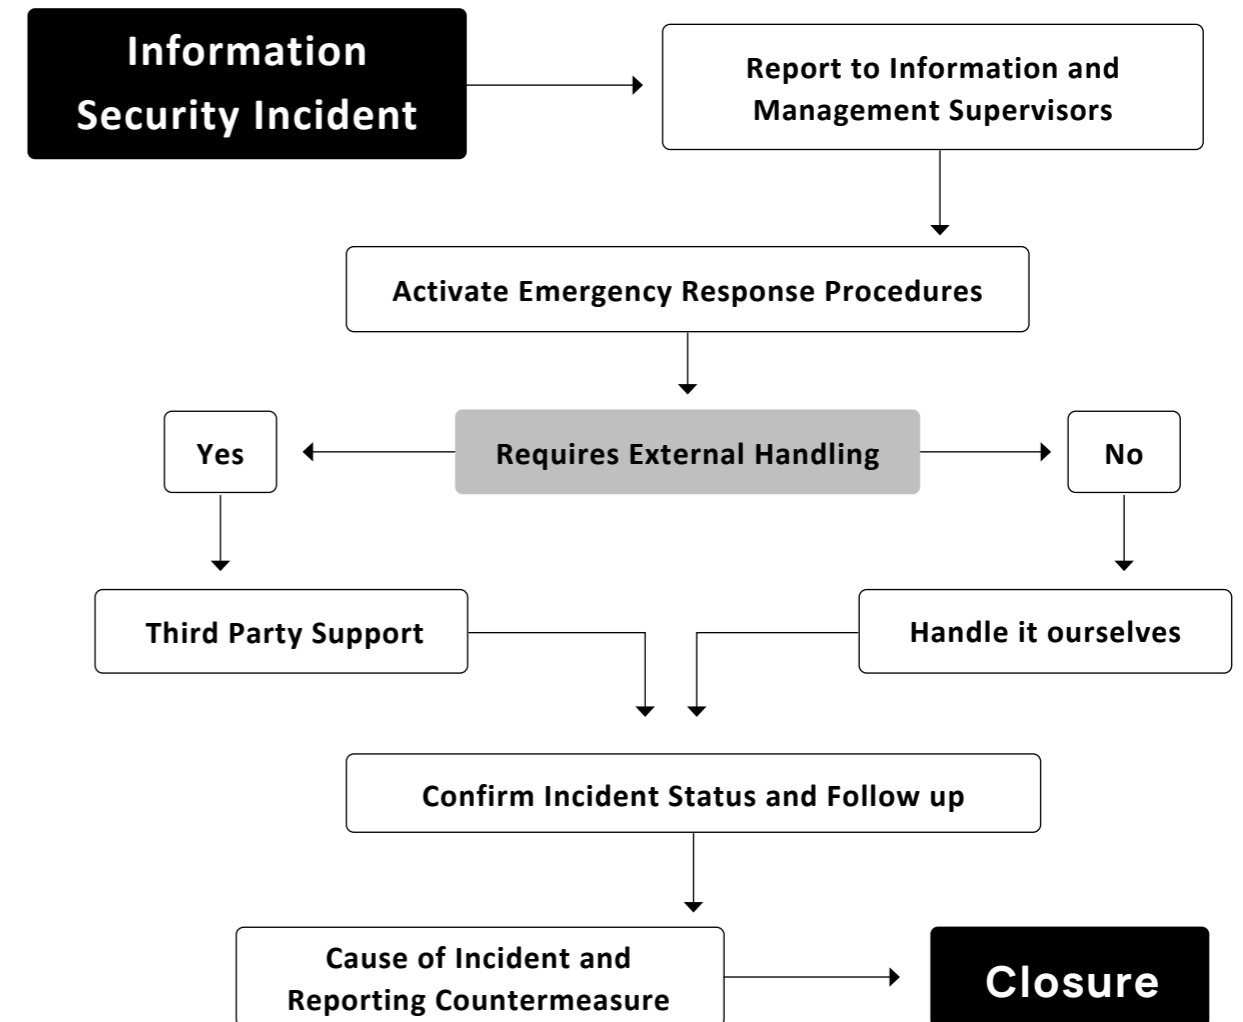 Information
Security Incident
Report to Information and
Management Supervisors
Activate Emergency Response Procedures
Yes
Requires External Handling
No
Third Party Support
Handle it ourselves
Confirm Incident Status and Follow up
Cause of Incident and
Reporting Countermeasure
Closure